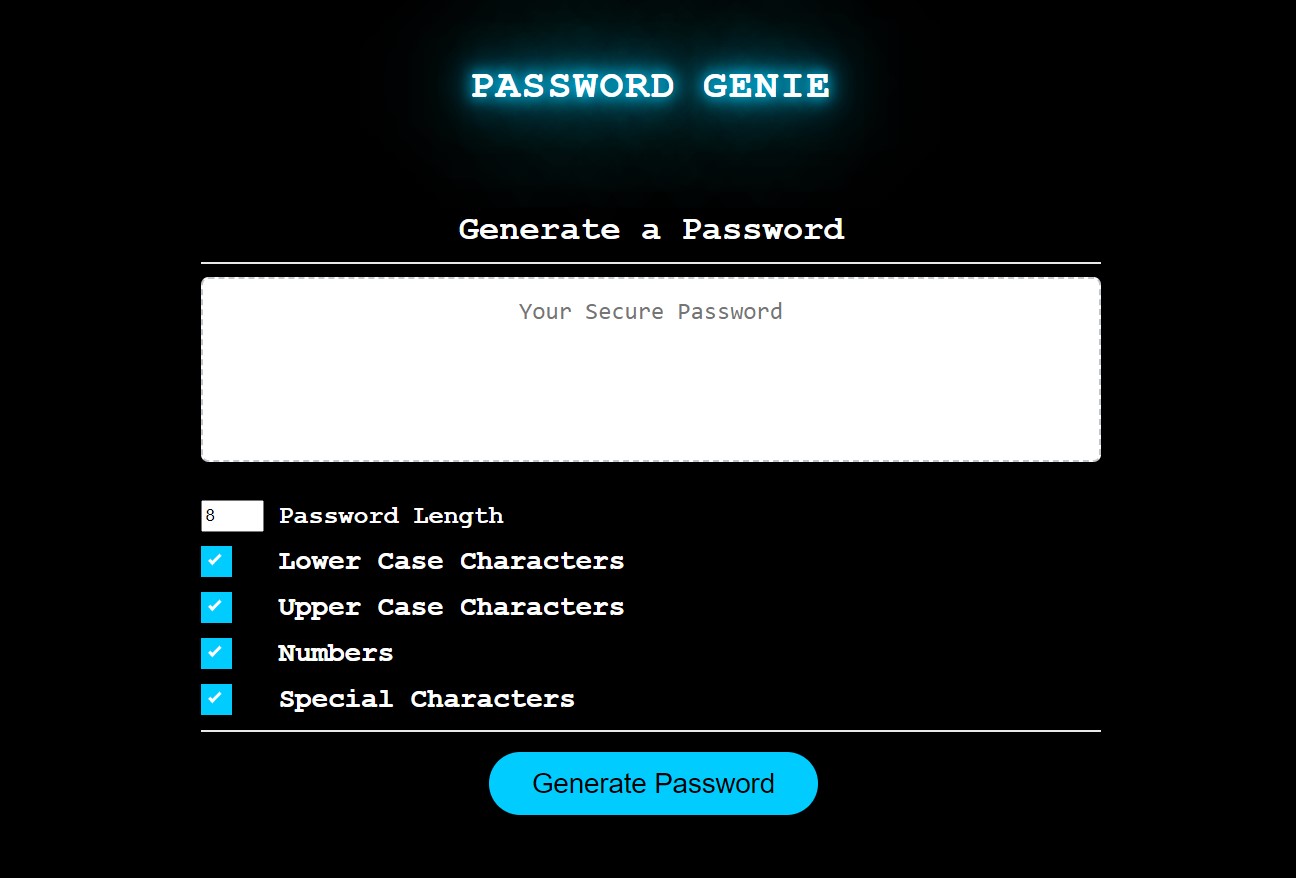 PASSWORD GENIE
Generate a Password
Your Secure Password
8 Password Length
Lower Case Characters
Upper Case Characters
Numbers
Special Characters
Generate Password